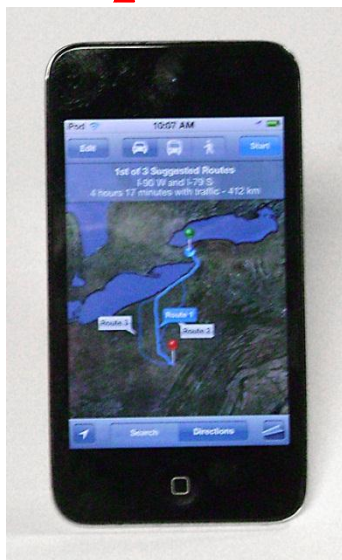 iPod 10:07 AM
Edit Start
1st of 3 Suggested Routes
I-90 W and I-79 S
4 hours 17 minutes with traffic - 412 km
Route 1
Route 3
Route 2
Search Directions